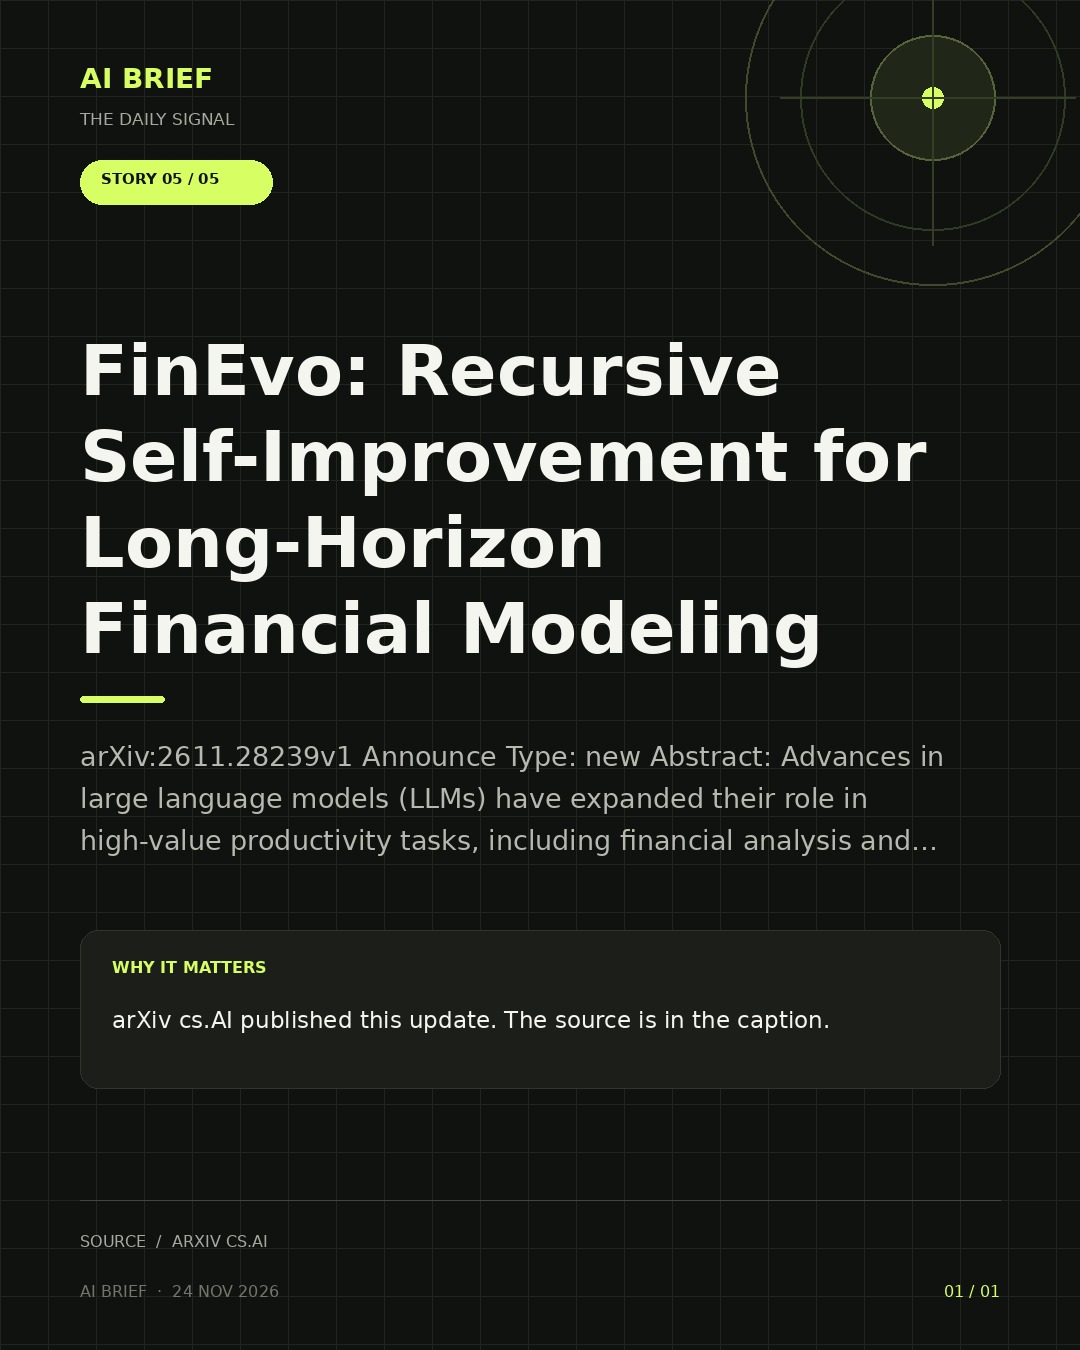 AI BRIEF
THE DAILY SIGNAL
STORY 05 / 05
FinEvo: Recursive
Self-Improvement for
Long-Horizon
Financial Modeling
arXiv:2611.28239v1 Announce Type: new Abstract: Advances in
large language models (LLMs) have expanded their role in
high-value productivity tasks, including financial analysis and...
WHY IT MATTERS
arXiv cs.AI published this update. The source is in the caption.
SOURCE / ARXIV CS.AI
AI BRIEF · 24 NOV 2026
01 / 01